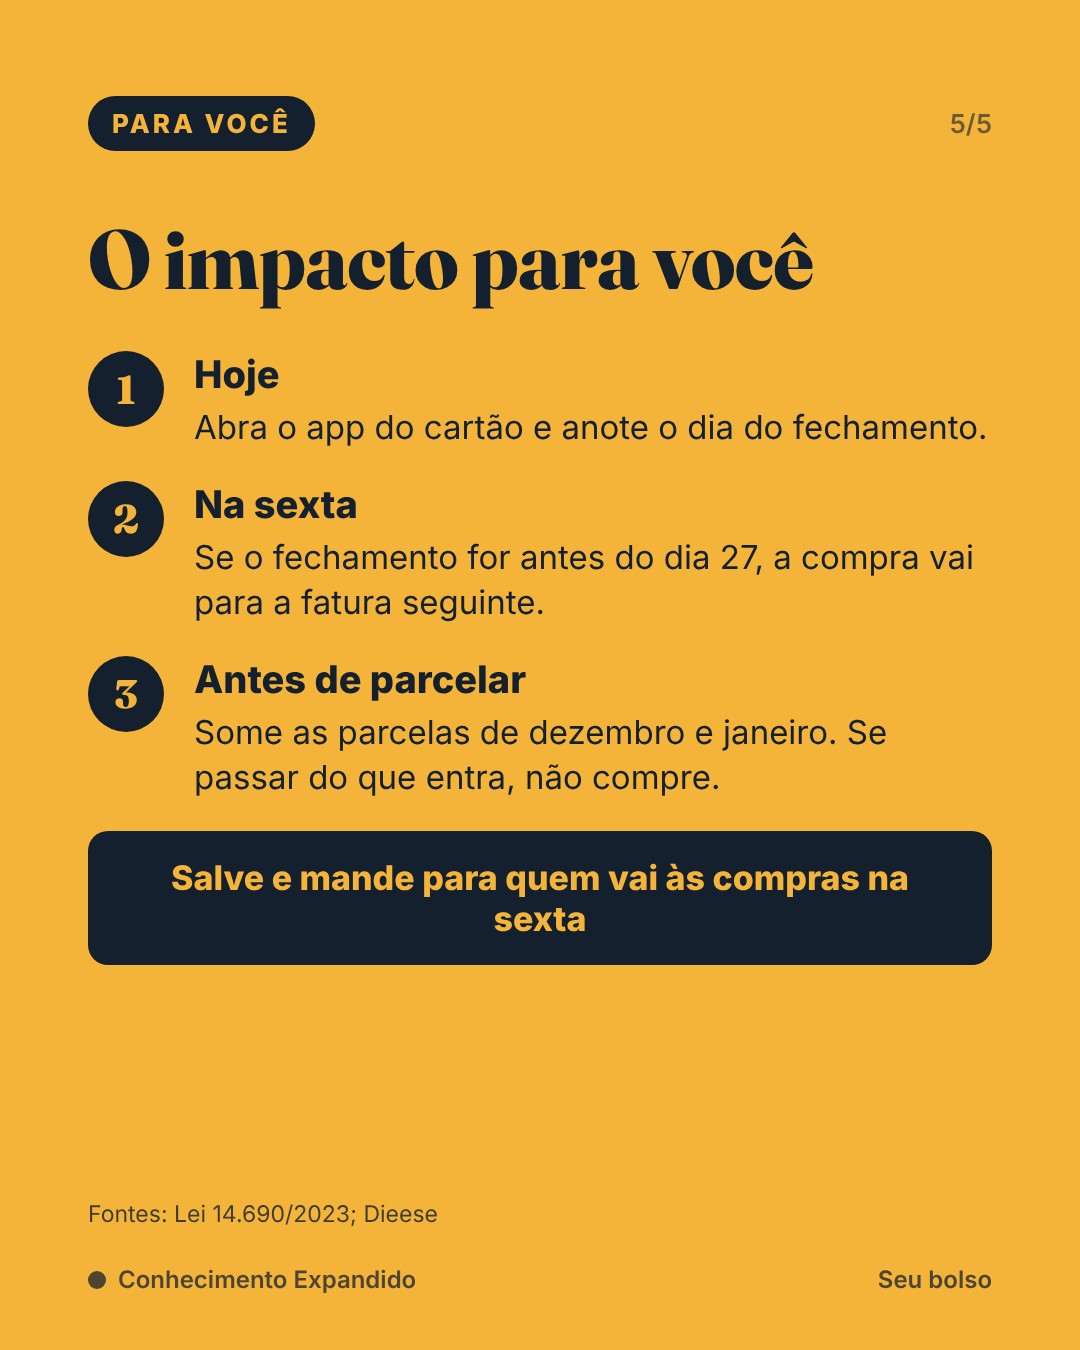 PARA VOCÊ
5/5
O impacto para você
1
Hoje
Abra o app do cartão e anote o dia do fechamento.
2
Na sexta
Se o fechamento for antes do dia 27, a compra vai
para a fatura seguinte.
3
Antes de parcelar
Some as parcelas de dezembro e janeiro. Se
passar do que entra, não compre.
Salve e mande para quem vai às compras na
sexta
Fontes: Lei 14.690/2023; Dieese
Conhecimento Expandido
Seu bolso